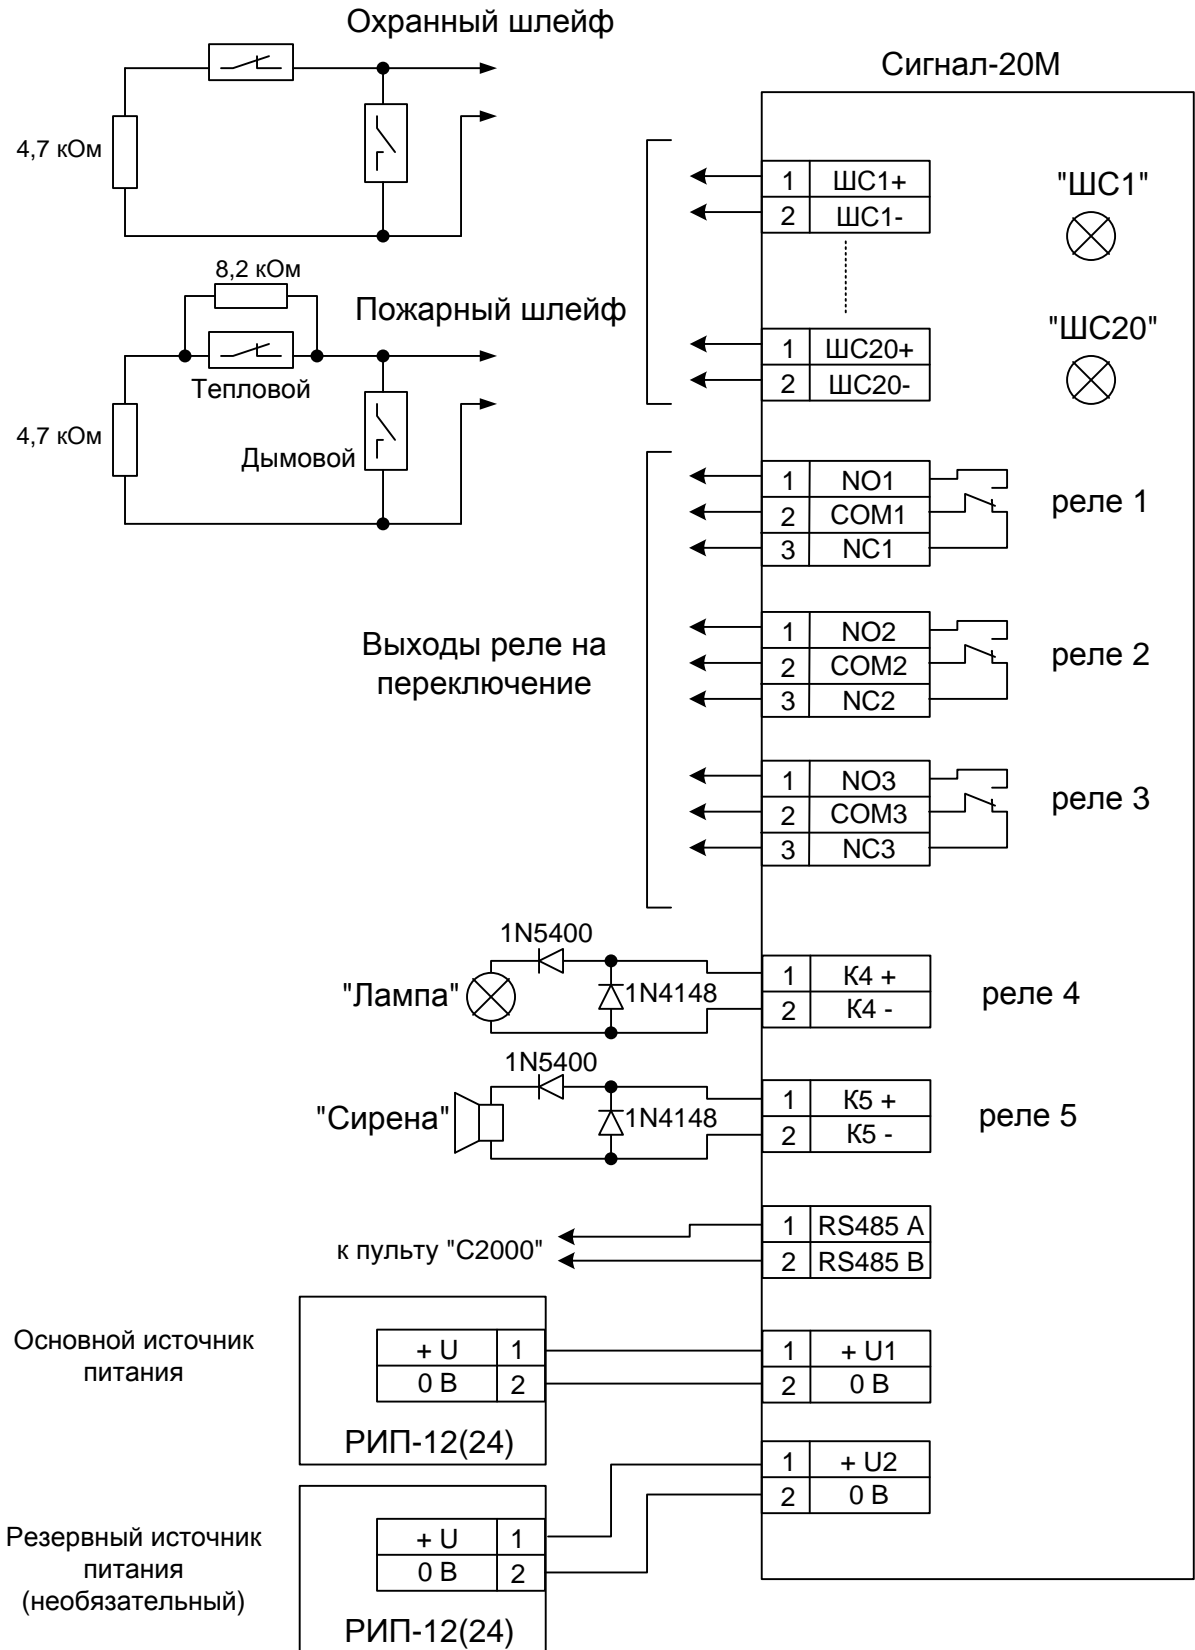 Охранный шлейф
4,7 кОм
8,2 кОм
Пожарный шлейф
Тепловой
4,7 кОм
Дымовой
Сигнал-20М
1 ШС1+
2 ШС1-
"ШС1"
1 ШС20+
2 ШС20-
"ШС20"
Выходы реле на
переключение
1 NO1
2 COM1
3 NC1
реле 1
1 NO2
2 COM2
3 NC2
реле 2
1 NO3
2 COM3
3 NC3
реле 3
1N5400
"Лампа"
1N4148
1 К4 +
2 К4 -
реле 4
1N5400
"Сирена"
1N4148
1 К5 +
2 К5 -
реле 5
к пульту "С2000"
1 RS485 A
2 RS485 B
Основной источник
питания
+ U 1
0 В 2
РИП-12(24)
1 + U1
2 0 В
Резервный источник
питания
(необязательный)
+ U 1
0 В 2
РИП-12(24)
1 + U2
2 0 В